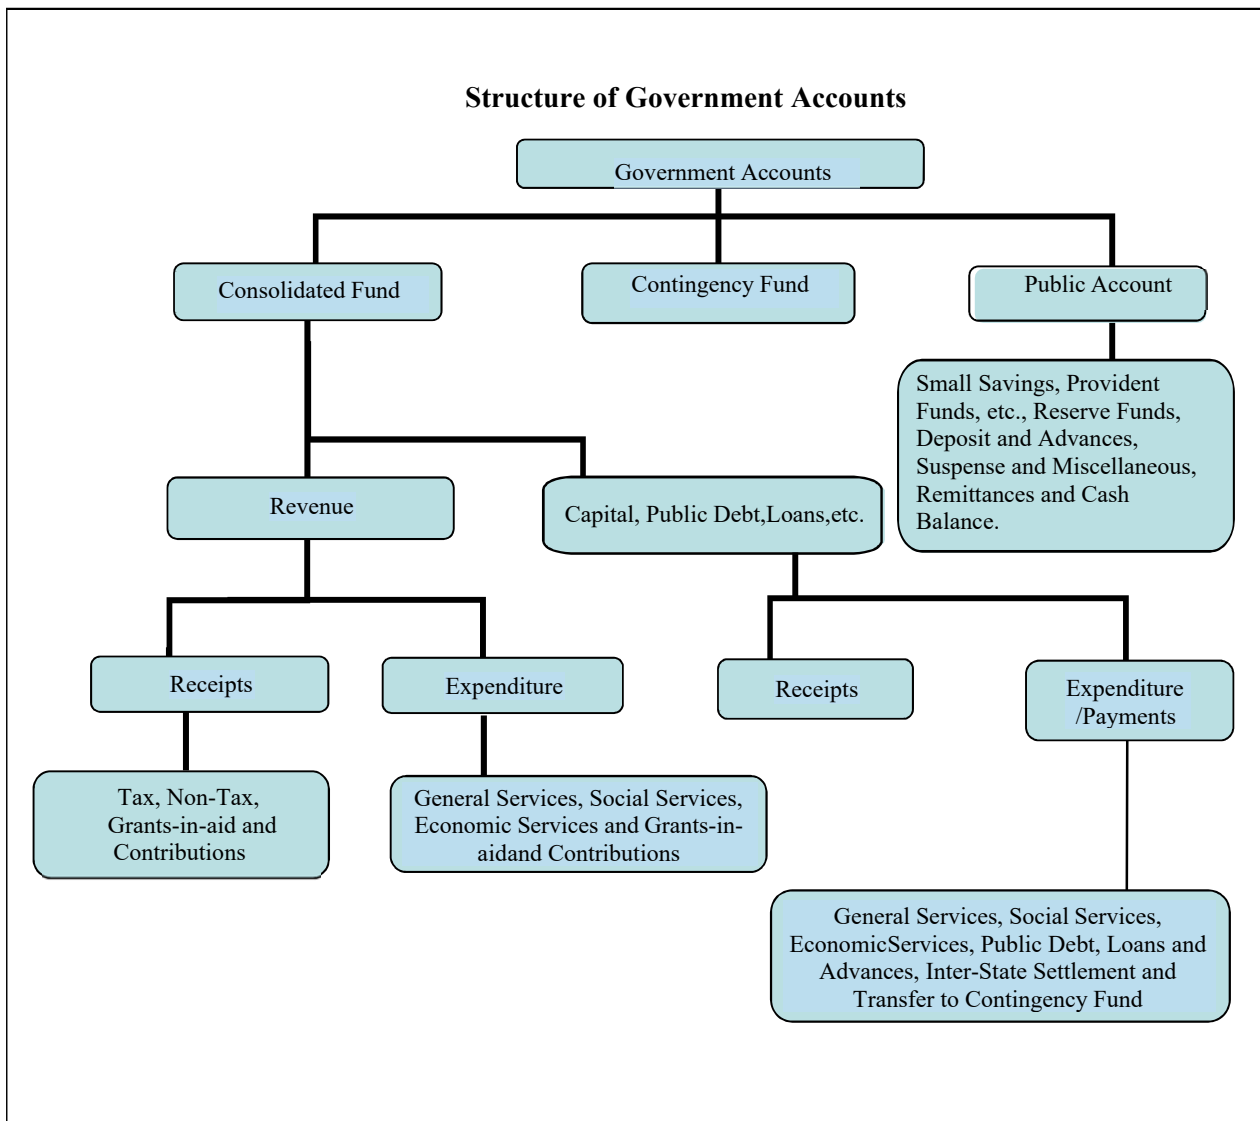 Structure of Government Accounts
Government Accounts
Consolidated Fund
Contingency Fund
Public Account
Small Savings, Provident
Funds, etc., Reserve Funds,
Deposit and Advances,
Suspense and Miscellaneous,
Remittances and Cash
Balance.
Revenue
Capital, Public Debt,Loans,etc.
Receipts
Expenditure
Receipts
Expenditure
/Payments
Tax, Non-Tax,
Grants-in-aid and
Contributions
General Services, Social Services,
Economic Services and Grants-in-
aidand Contributions
General Services, Social Services,
EconomicServices, Public Debt, Loans and
Advances, Inter-State Settlement and
Transfer to Contingency Fund